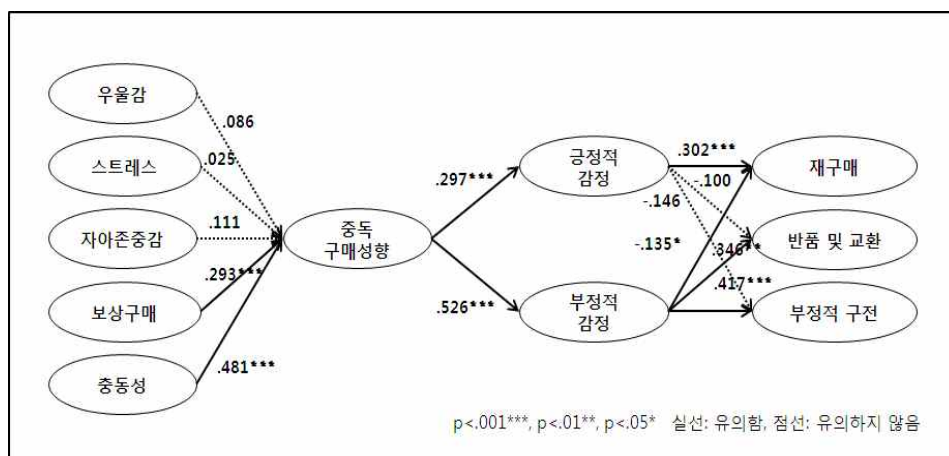 우울감
스트레스
자아존중감
보상구매
충동성
.086
.025
.111
.293***
.481***
중독
구매성향
.297***
.526***
긍정적
감정
부정적
감정
.302***
-.100
-.146
-.135*
.346**
.417***
재구매
반품 및 교환
부정적 구전
p<.001***, p<.01**, p<.05* 실선: 유의함, 점선: 유의하지 않음